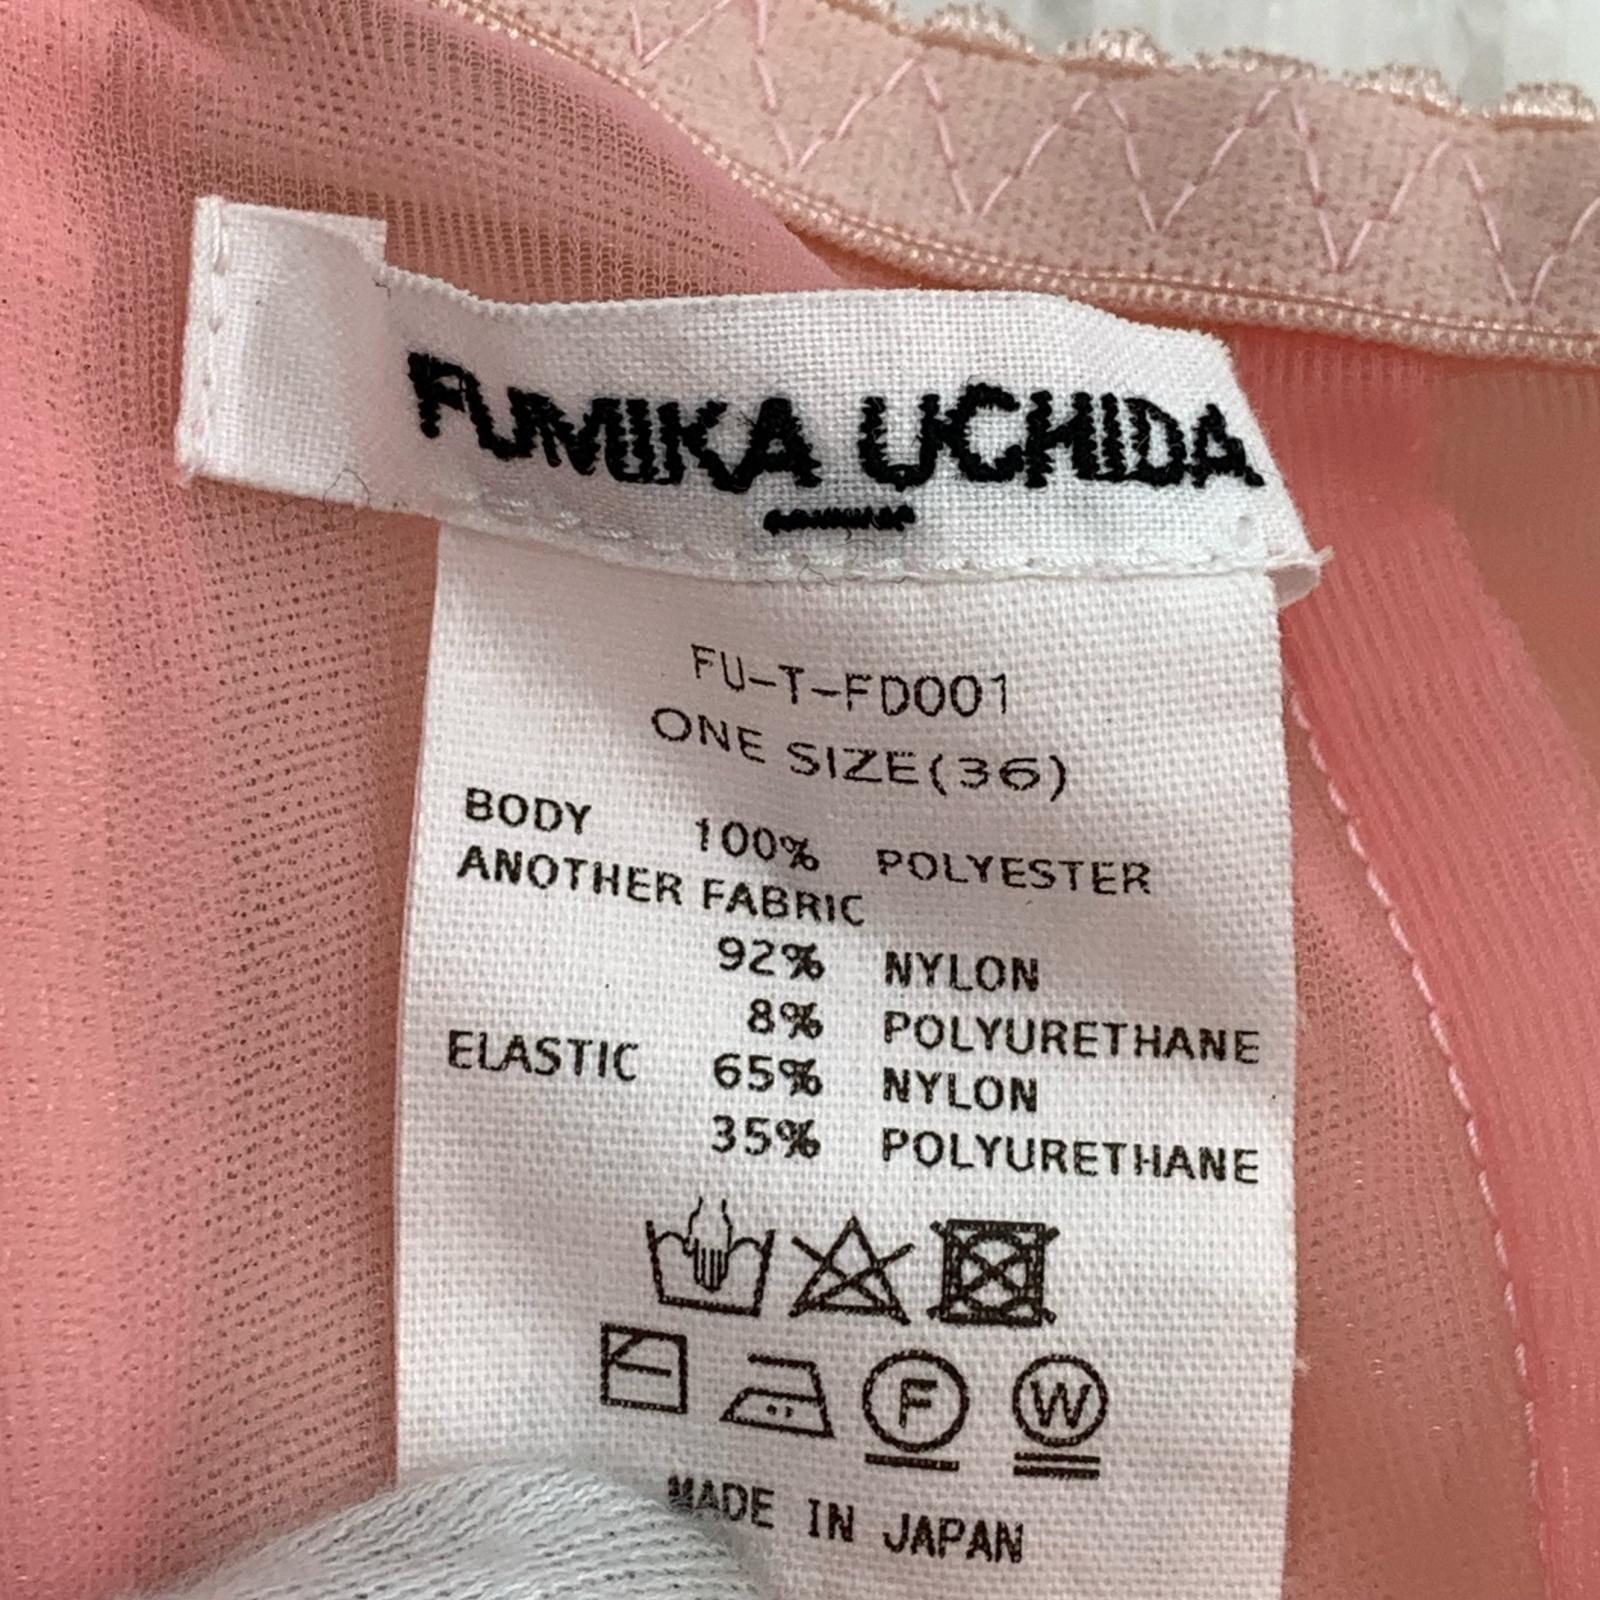 FUMIKA UCHIDA
FU-T-FD001
ONE SIZE(36)
BODY 100% POLYESTER
ANOTHER FABRIC
92% NYLON
8% POLYURETHANE
ELASTIC 65% NYLON
35% POLYURETHANE
F W
MADE IN JAPAN